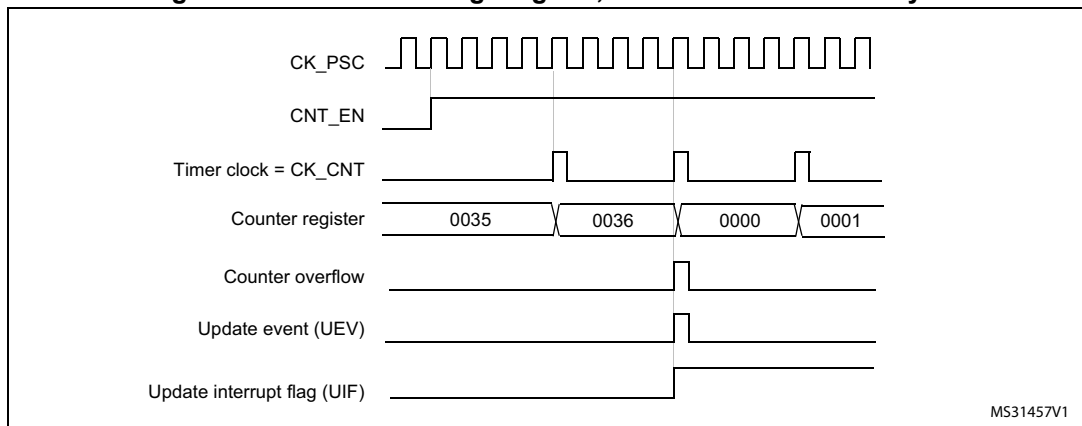 CK_PSC
CNT_EN
Timer clock = CK_CNT
Counter register 0035 0036 0000 0001
Counter overflow
Update event (UEV)
Update interrupt flag (UIF)
MS31457V1